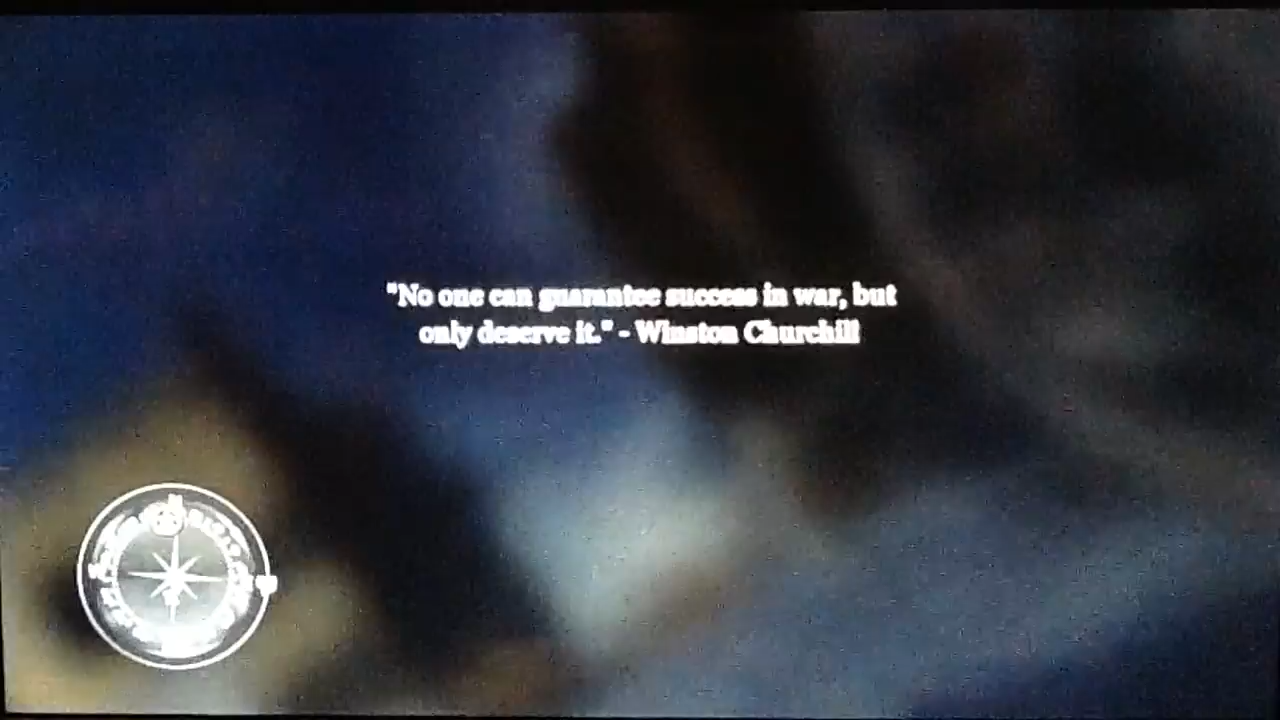 "No one can guarantee success in war, but
only deserve it." - Winston Churchill